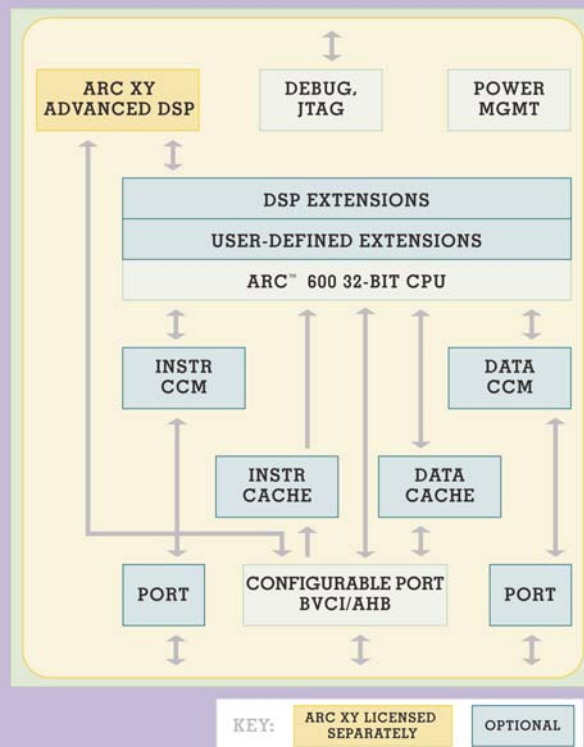 ARC XY
ADVANCED DSP
DEBUG,
JTAG
POWER
MGMT
DSP EXTENSIONS
USER-DEFINED EXTENSIONS
ARC™ 600 32-BIT CPU
INSTR
CCM
DATA
CCM
INSTR
CACHE
DATA
CACHE
PORT
CONFIGURABLE PORT
BVCI/AHB
PORT
KEY:
ARC XY LICENSED
SEPARATELY
OPTIONAL